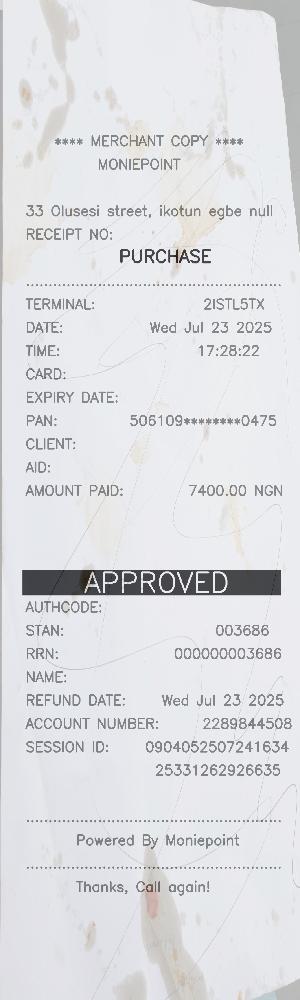 **** MERCHANT COPY ****
MONIEPOINT
33 Olusesi street, ikotun egbe null
RECEIPT NO:
PURCHASE
TERMINAL: 2ISTL5TX
DATE: Wed Jul 23 2025
TIME: 17:28:22
CARD:
EXPIRY DATE:
PAN: 506109********0475
CLIENT:
AID:
AMOUNT PAID: 7400.00 NGN
APPROVED
AUTHCODE:
STAN: 003686
RRN: 000000003686
NAME:
REFUND DATE: Wed Jul 23 2025
ACCOUNT NUMBER: 2289844508
SESSION ID: 0904052507241634
25331262926635
Powered By Moniepoint
Thanks, Call again!